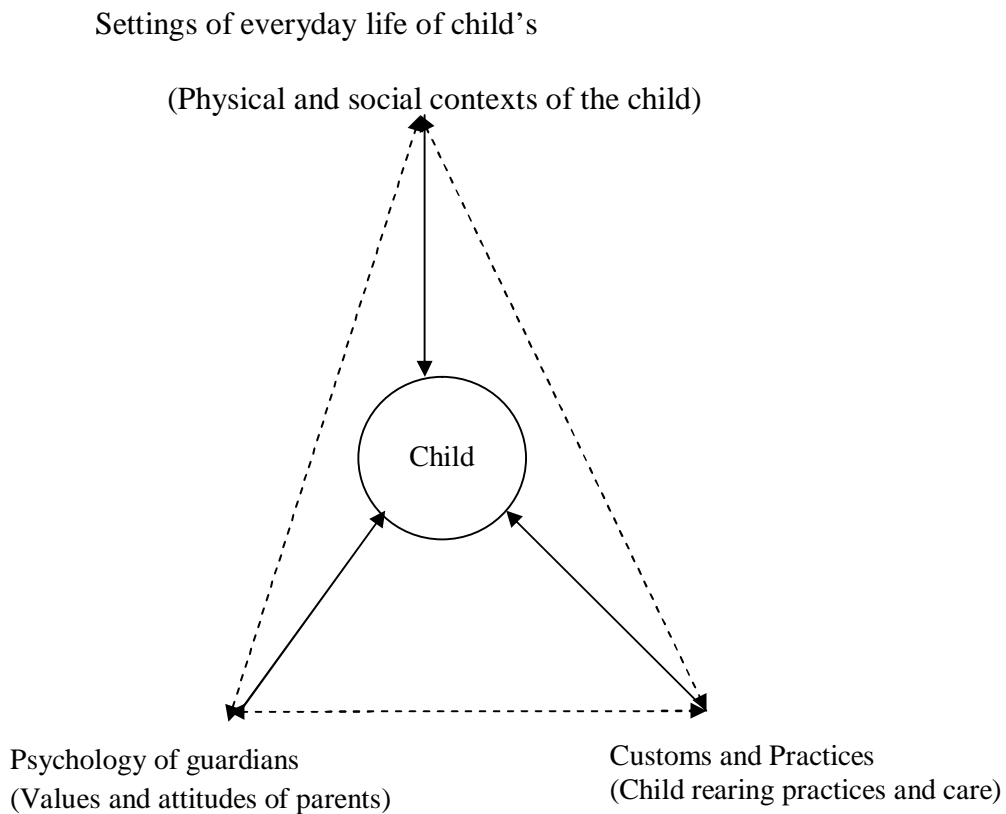 Settings of everyday life of child’s
(Physical and social contexts of the child)
Child
Psychology of guardians
(Values and attitudes of parents)
Customs and Practices
(Child rearing practices and care)